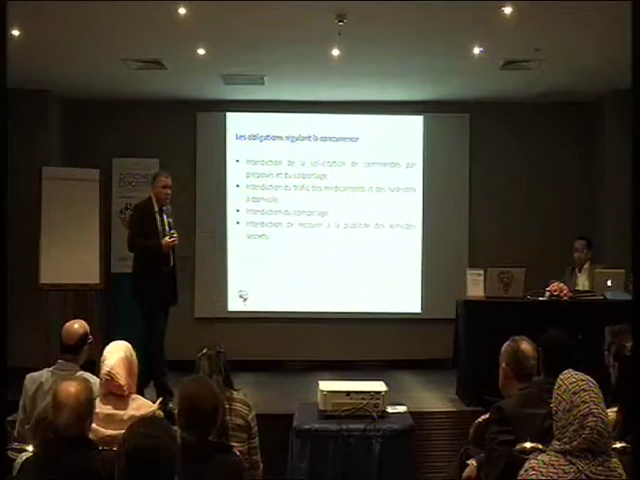 Les obligations régulant la concurrence
• Interdiction de la sollicitation de commandes par
préposés et du colportage.
• Interdiction du trafic des médicaments et des
à domicile.
• Interdiction du compérage.
• Interdiction de recourir à la publicité des remèdes
secrets.